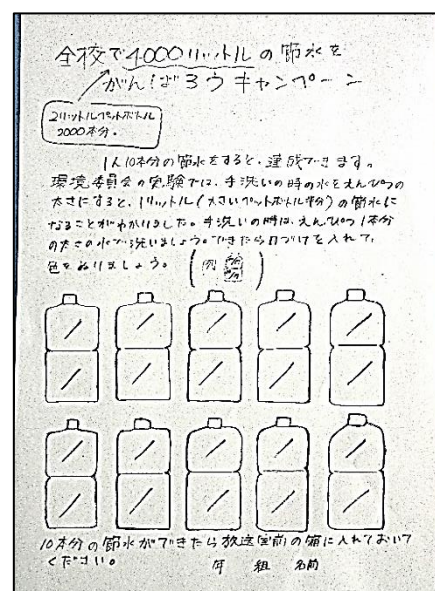 全校で4000リットルの節水を
がんばろうキャンペーン
2リットルペットボトル
2000本分。
1人10本分の節水をすると、達成できます。
環境委員会の実験では、手洗いの時の水をえんぴつの
太さにすると、1リットル(大きいペットボトル半分)の節水に
なることがわかりました。手洗いの時は、えんぴつ1本分
の太さの水で洗いましょう。できたら日づけを入れて、
色をぬりましょう。(例)
10本分の節水ができたら放送室前の箱に入れておいて
ください。 年 組 名前